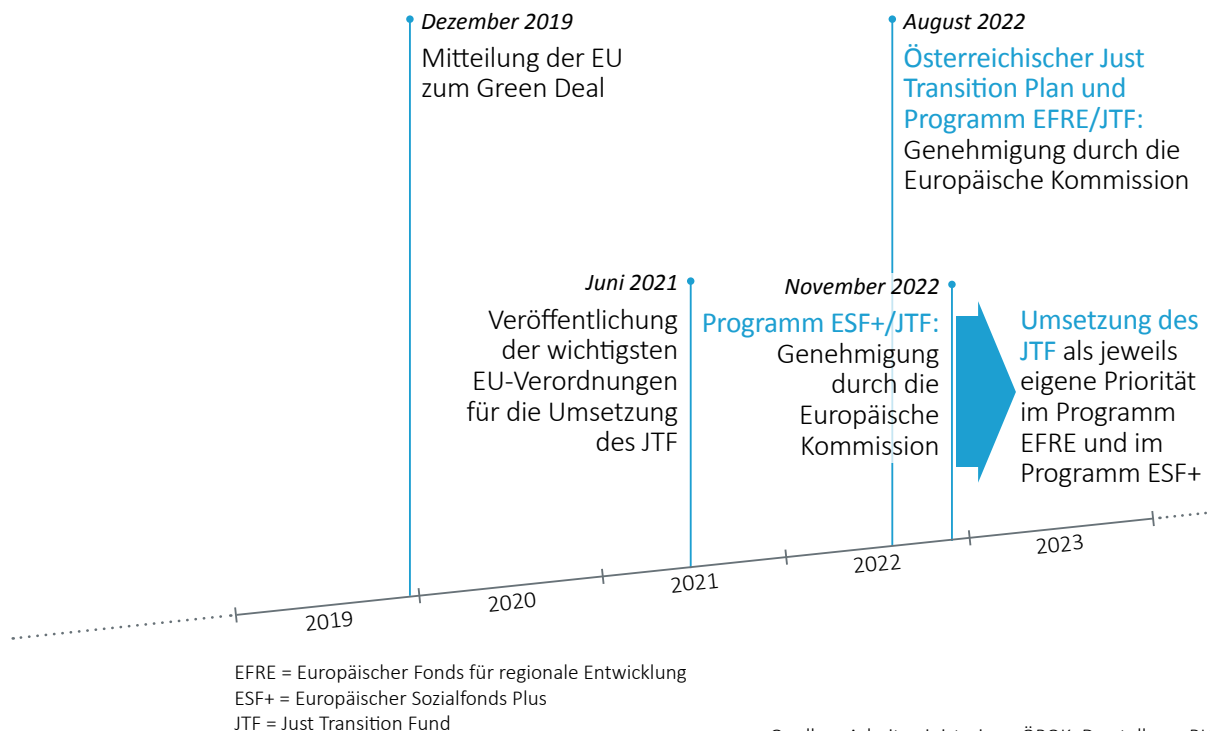 Dezember 2019
Mitteilung der EU
zum Green Deal
August 2022
Österreichischer Just
Transition Plan und
Programm EFRE/JTF:
Genehmigung durch die
Europäische Kommission
Juni 2021
Veröffentlichung
der wichtigsten
EU-Verordnungen
für die Umsetzung
des JTF
November 2022
Programm ESF+/JTF:
Genehmigung
durch die
Europäische
Kommission
Umsetzung des
JTF als jeweils
eigene Priorität
im Programm
EFRE und im
Programm ESF+
2019
2020
2021
2022
2023
EFRE = Europäischer Fonds für regionale Entwicklung
ESF+ = Europäischer Sozialfonds Plus
JTF = Just Transition Fund